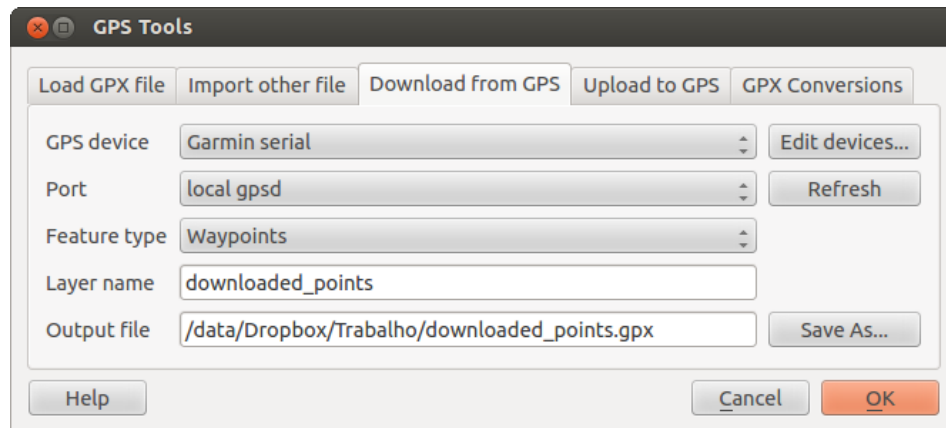 GPS Tools
Load GPX file Import other file Download from GPS Upload to GPS GPX Conversions
GPS device Garmin serial Edit devices...
Port local gpsd Refresh
Feature type Waypoints
Layer name downloaded_points
Output file /data/Dropbox/Trabalho/downloaded_points.gpx Save As...
Help Cancel OK